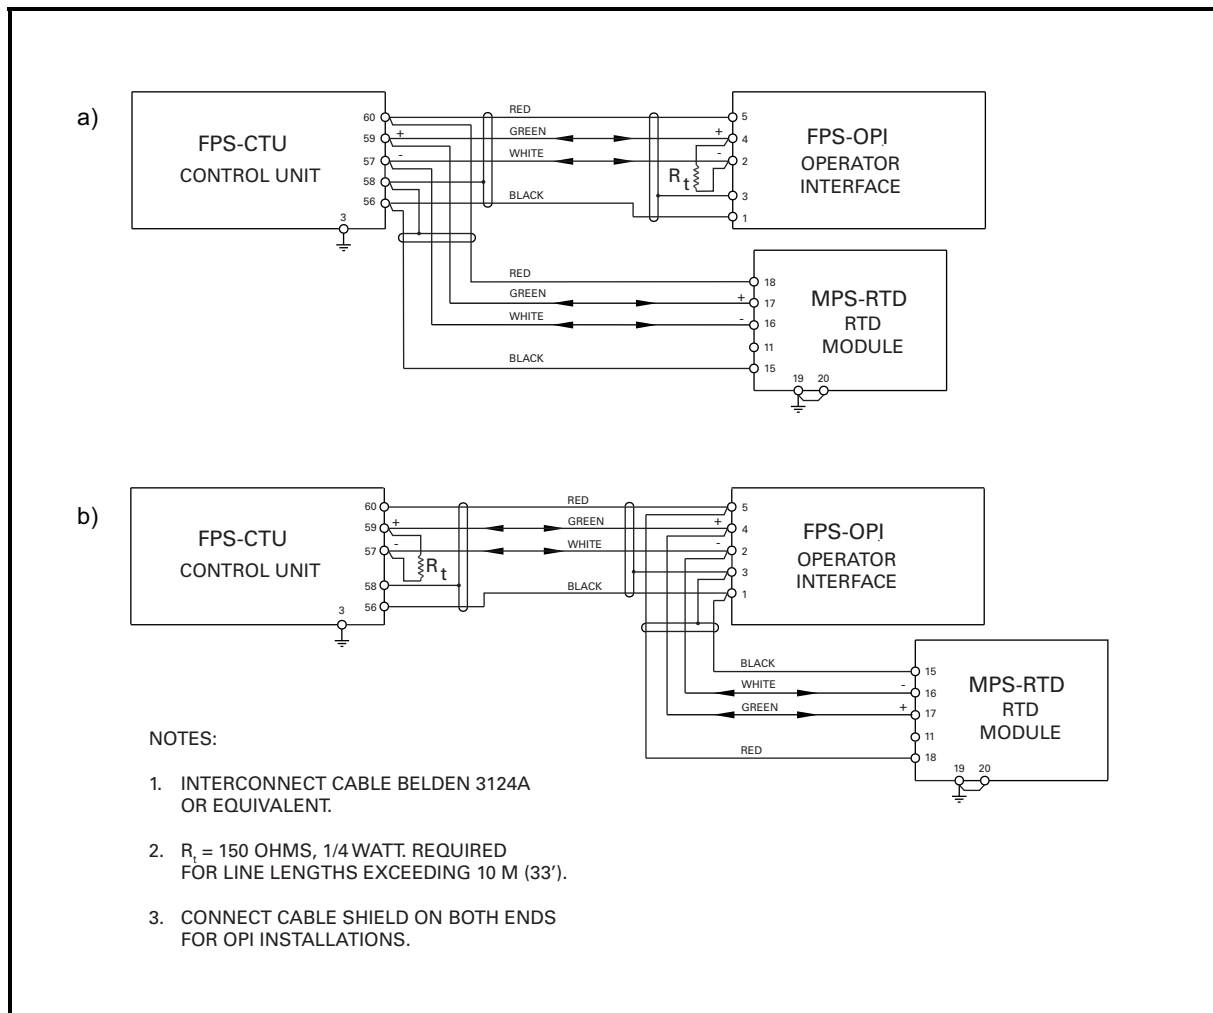 a)
FPS-CTU
CONTROL UNIT
60
59
57
58
56
3
+
-
RED
GREEN
WHITE
BLACK
R t
+
-
5
4
2
3
1
FPS-OPI
OPERATOR
INTERFACE
RED
GREEN
WHITE
BLACK
+
-
18
17
16
11
15
MPS-RTD
RTD
MODULE
19 20
b)
FPS-CTU
CONTROL UNIT
60
59
57
58
56
3
+
-
R t
RED
GREEN
WHITE
BLACK
+
-
5
4
2
3
1
FPS-OPI
OPERATOR
INTERFACE
BLACK
WHITE
GREEN
RED
-
+
15
16
17
11
18
MPS-RTD
RTD
MODULE
19 20
NOTES:
1. INTERCONNECT CABLE BELDEN 3124A
OR EQUIVALENT.
2. Rt = 150 OHMS, 1/4 WATT. REQUIRED
FOR LINE LENGTHS EXCEEDING 10 M (33').
3. CONNECT CABLE SHIELD ON BOTH ENDS
FOR OPI INSTALLATIONS.